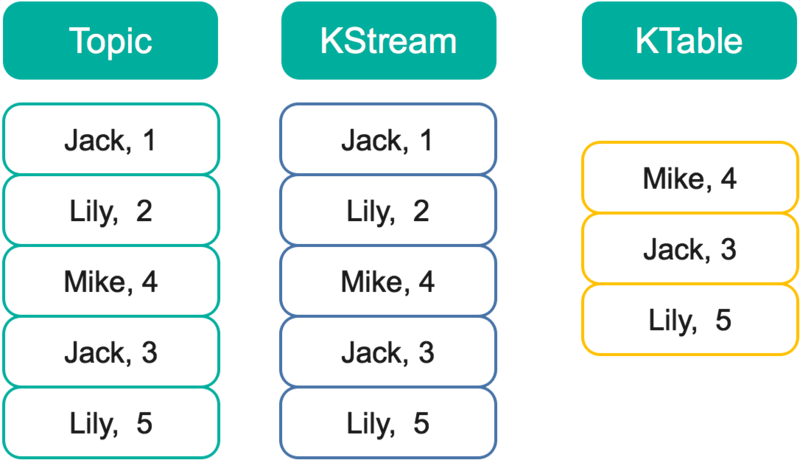 Topic
Jack, 1
Lily, 2
Mike, 4
Jack, 3
Lily, 5
KStream
Jack, 1
Lily, 2
Mike, 4
Jack, 3
Lily, 5
KTable
Mike, 4
Jack, 3
Lily, 5